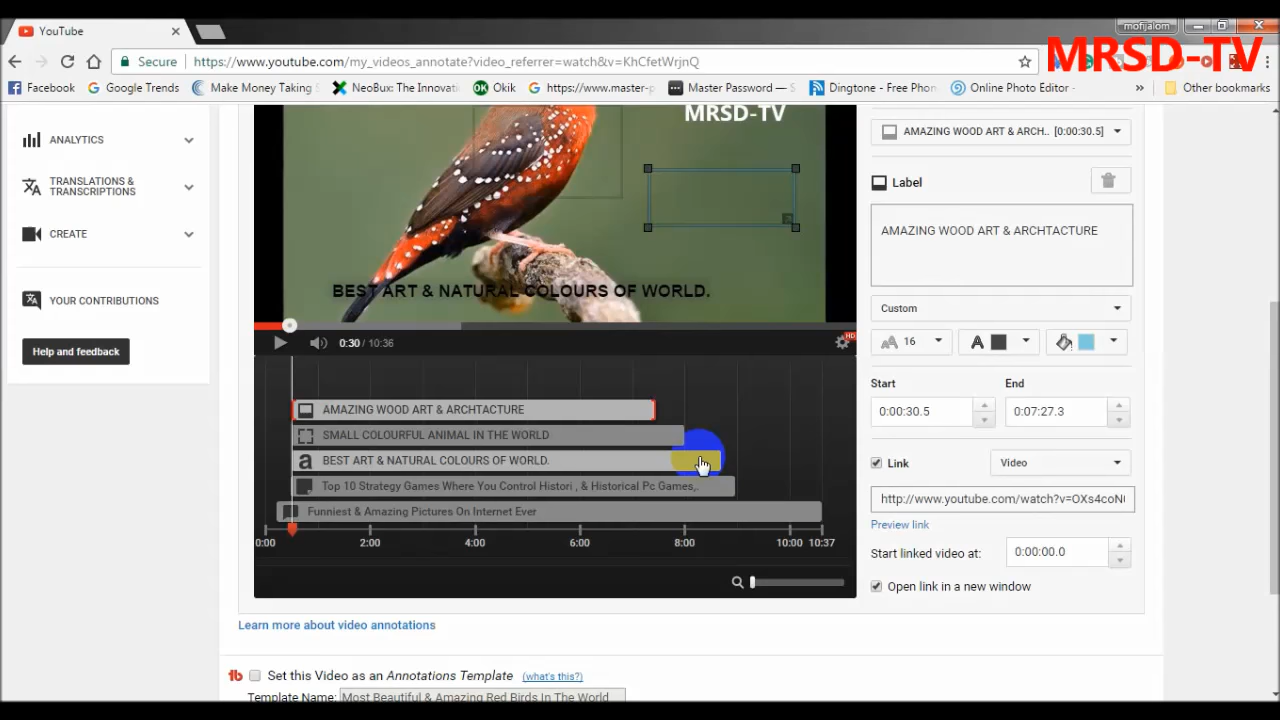 YouTube
mofijalom
MRSD-TV
Secure
https://www.youtube.com/my_videos_annotate?video_referrer=watch&v=KhCfetWrjnQ
Facebook
Google Trends
Make Money Taking
NeoBux: The Innovat
Okik
https://www.master-p
Master Password —
Dingtone - Free Phon
Online Photo Editor -
»
Other bookmarks
ANALYTICS
TRANSLATIONS &
TRANSCRIPTIONS
CREATE
YOUR CONTRIBUTIONS
Help and feedback
MRSD-TV
BEST ART & NATURAL COLOURS OF WORLD.
0:30 / 10:36
HD
AMAZING WOOD ART & ARCHTACTURE
SMALL COLOURFUL ANIMAL IN THE WORLD
a BEST ART & NATURAL COLOURS OF WORLD.
Top 10 Strategy Games Where You Control Histori , & Historical Pc Games,.
Funniest & Amazing Pictures On Internet Ever
0:00 2:00 4:00 6:00 8:00 10:00 10:37
AMAZING WOOD ART & ARCH.. [0:00:30.5]
Label
AMAZING WOOD ART & ARCHTACTURE
Custom
16
A
Start End
0:00:30.5 0:07:27.3
Link Video
http://www.youtube.com/watch?v=OXs4coN
Preview link
Start linked video at: 0:00:00.0
Open link in a new window
Learn more about video annotations
tb Set this Video as an Annotations Template (what's this?)
Template Name: Most Beautiful & Amazing Red Birds In The World